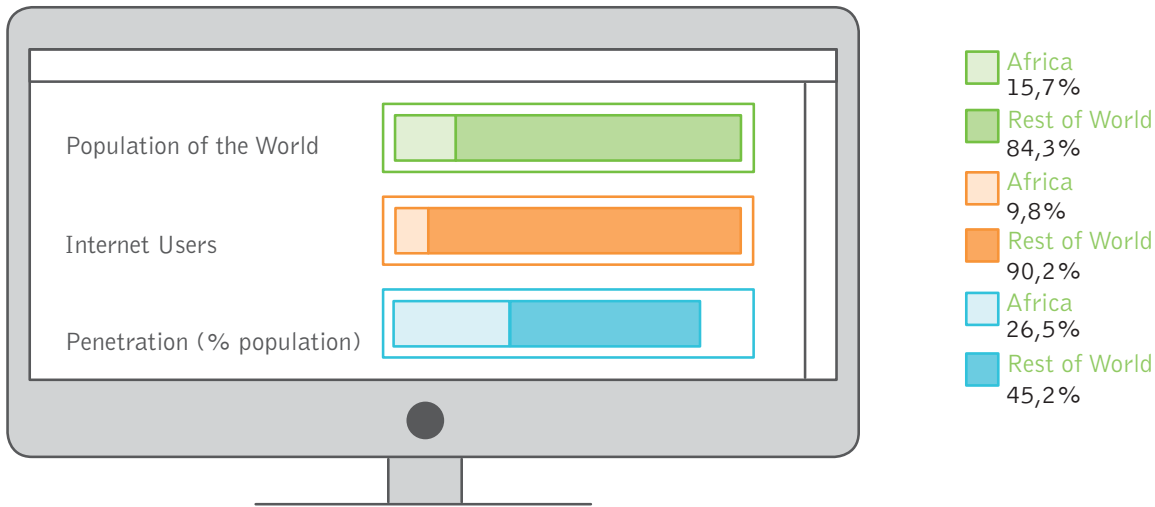 Population of the World
Internet Users
Penetration (% population)
Africa
15,7%
Rest of World
84,3%
Africa
9,8%
Rest of World
90,2%
Africa
26,5%
Rest of World
45,2%